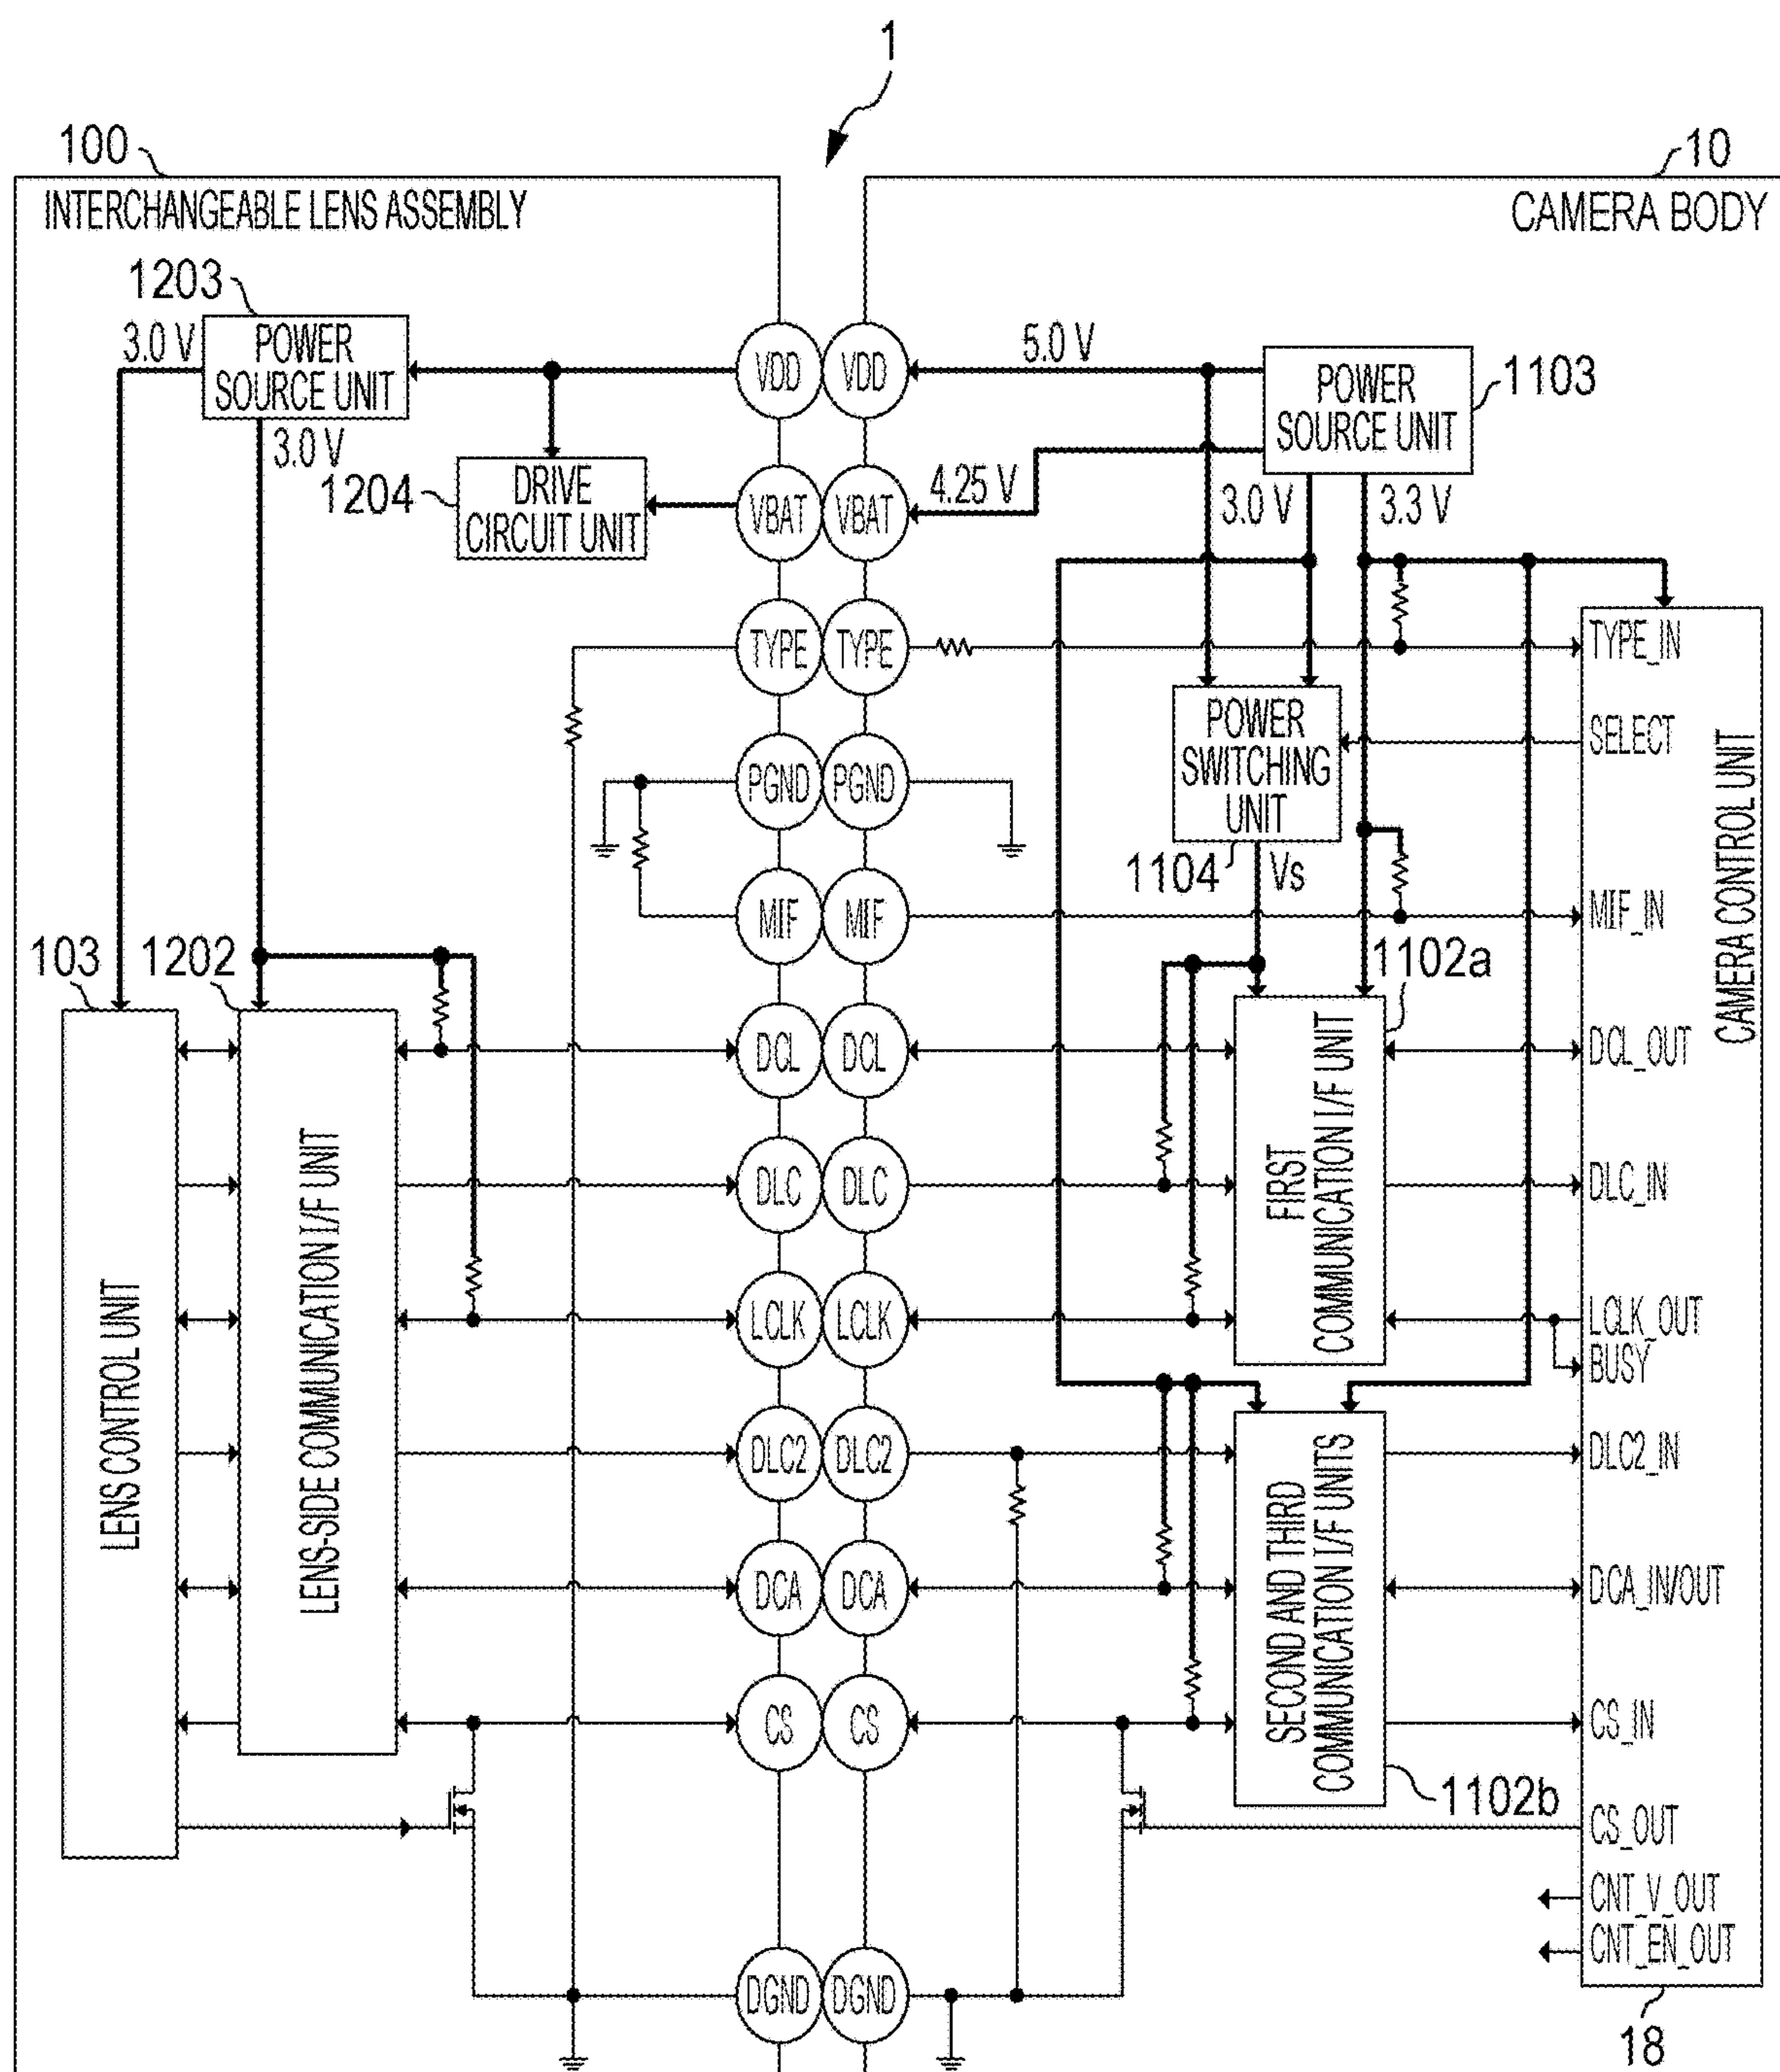 1
100
10
INTERCHANGEABLE LENS ASSEMBLY
CAMERA BODY
1203
3.0 V
POWER
SOURCE UNIT
3.0 V
1204
DRIVE
CIRCUIT UNIT
VDD
VDD
5.0 V
POWER
SOURCE UNIT
1103
VBAT
VBAT
4.25 V
3.0 V
3.3 V
TYPE
TYPE
TYPE_IN
PGND
PGND
POWER
SWITCHING
UNIT
SELECT
1104
Vs
MIF
MIF
MIF_IN
CAMERA CONTROL UNIT
103
1202
1102a
DCL
DCL
DCL_OUT
DLC
DLC
DLC_IN
LENS CONTROL UNIT
LENS-SIDE COMMUNICATION I/F UNIT
FIRST
COMMUNICATION I/F UNIT
LCLK
LCLK
LCLK_OUT
BUSY
DLC2
DLC2
DLC2_IN
DCA
DCA
DCA_IN/OUT
SECOND AND THIRD
COMMUNICATION I/F UNITS
CS
CS
CS_IN
1102b
CS_OUT
CNT_V_OUT
CNT_EN_OUT
DGND
DGND
18